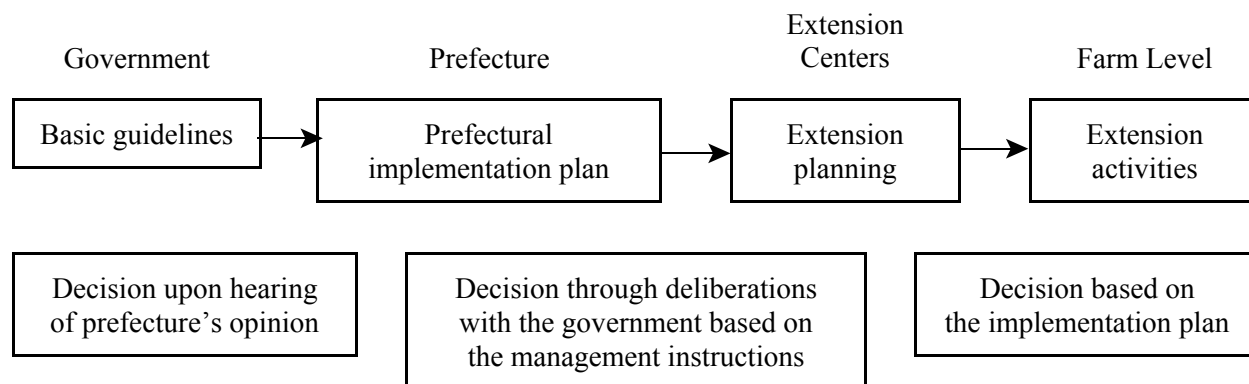 Government
Prefecture
Extension
Centers
Farm Level
Basic guidelines
Prefectural
implementation plan
Extension
planning
Extension
activities
Decision upon hearing
of prefecture’s opinion
Decision through deliberations
with the government based on
the management instructions
Decision based on
the implementation plan